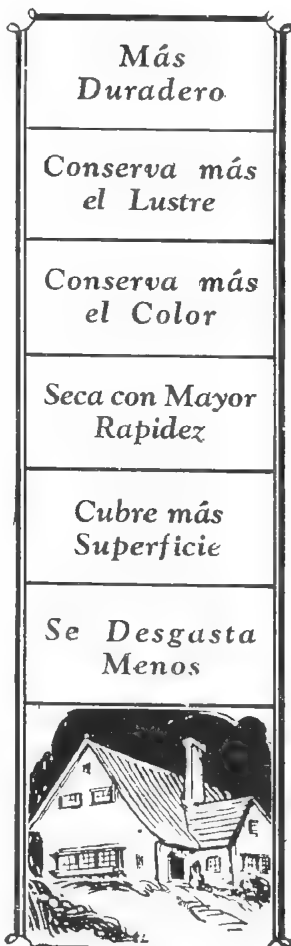 Más
Duradero
Conserva más
el Lustre
Conserva más
el Color
Seca con Mayor
Rapidez
Cubre más
Superficie
Se Desgasta
Menos